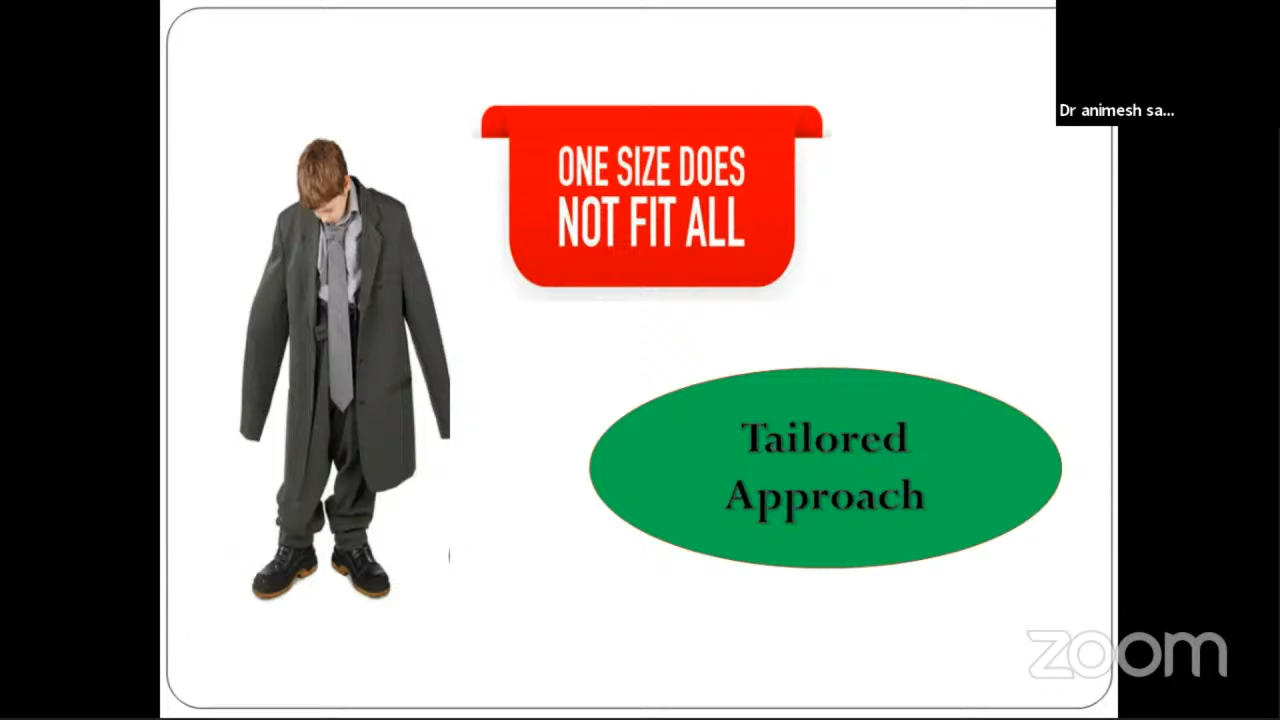 Dr animesh sa...
ONE SIZE DOES
NOT FIT ALL
Tailored
Approach
zoom